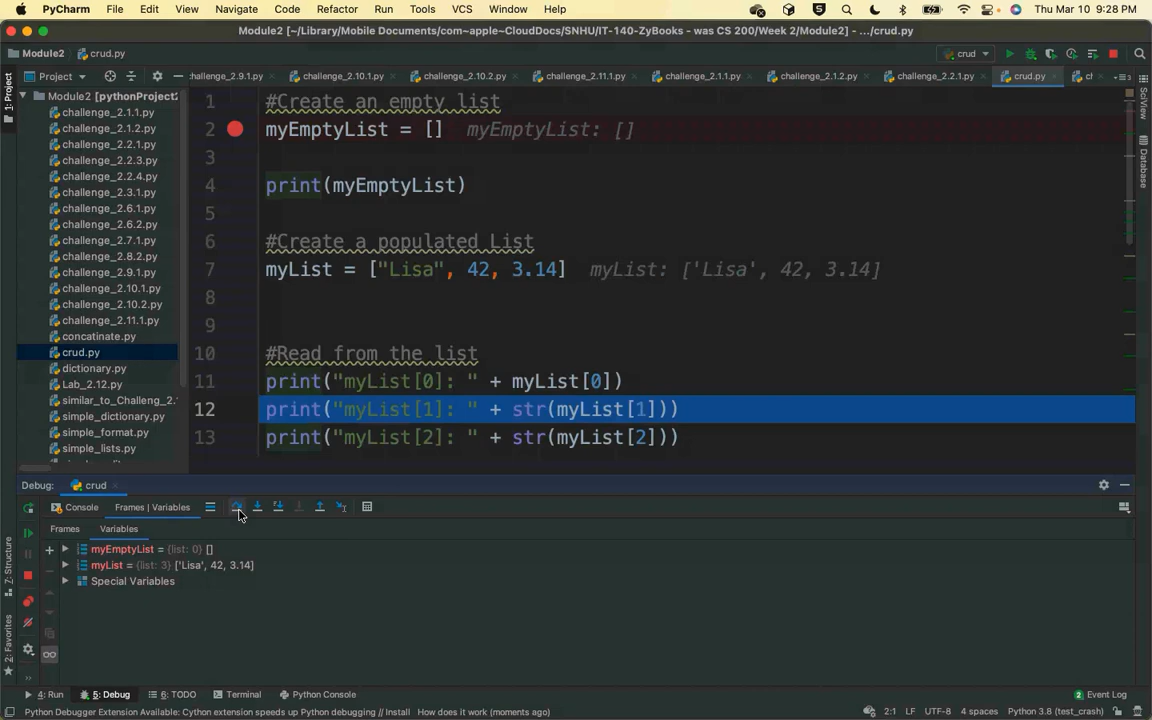 PyCharm File Edit View Navigate Code Refactor Run Tools VCS Window Help Thu Mar 10 9:28 PM
Module2 [~/Library/Mobile Documents/com~apple~CloudDocs/SNHU/IT-140-ZyBooks - was CS 200/Week 2/Module2] - .../crud.py
Module2 crud.py crud
Project challenge_2.9.1.py challenge_2.10.1.py challenge_2.10.2.py challenge_2.11.1.py challenge_1.1.py challenge_2.1.2.py challenge_2.2.1.py crud.py
1: Project
Module2 [pythonProject2
challenge_2.1.1.py
challenge_2.1.2.py
challenge_2.2.1.py
challenge_2.2.3.py
challenge_2.2.4.py
challenge_2.3.1.py
challenge_2.6.1.py
challenge_2.6.2.py
challenge_2.7.1.py
challenge_2.8.2.py
challenge_2.9.1.py
challenge_2.10.1.py
challenge_2.10.2.py
challenge_2.11.1.py
concatinate.py
crud.py
dictionary.py
Lab_2.12.py
similar_to_Challeng_2.1
simple_dictionary.py
simple_format.py
simple_lists.py
1 #Create an empty list
2 myEmptyList = [] myEmptyList: []
3
4 print(myEmptyList)
5
6 #Create a populated List
7 myList = ["Lisa", 42, 3.14] myList: ['Lisa', 42, 3.14]
8
9
10 #Read from the list
11 print("myList[0]: " + myList[0])
12 print("myList[1]: " + str(myList[1]))
13 print("myList[2]: " + str(myList[2]))
SciView
Database
Debug: crud
Console Frames | Variables
Frames Variables
myEmptyList = {list: 0} []
myList = {list: 3} ['Lisa', 42, 3.14]
Special Variables
7: Structure
2: Favorites
4: Run 5: Debug 6: TODO Terminal Python Console 2 Event Log
Python Debugger Extension Available: Cython extension speeds up Python debugging // Install How does it work (moments ago) 2:1 LF UTF-8 4 spaces Python 3.8 (test_crash)